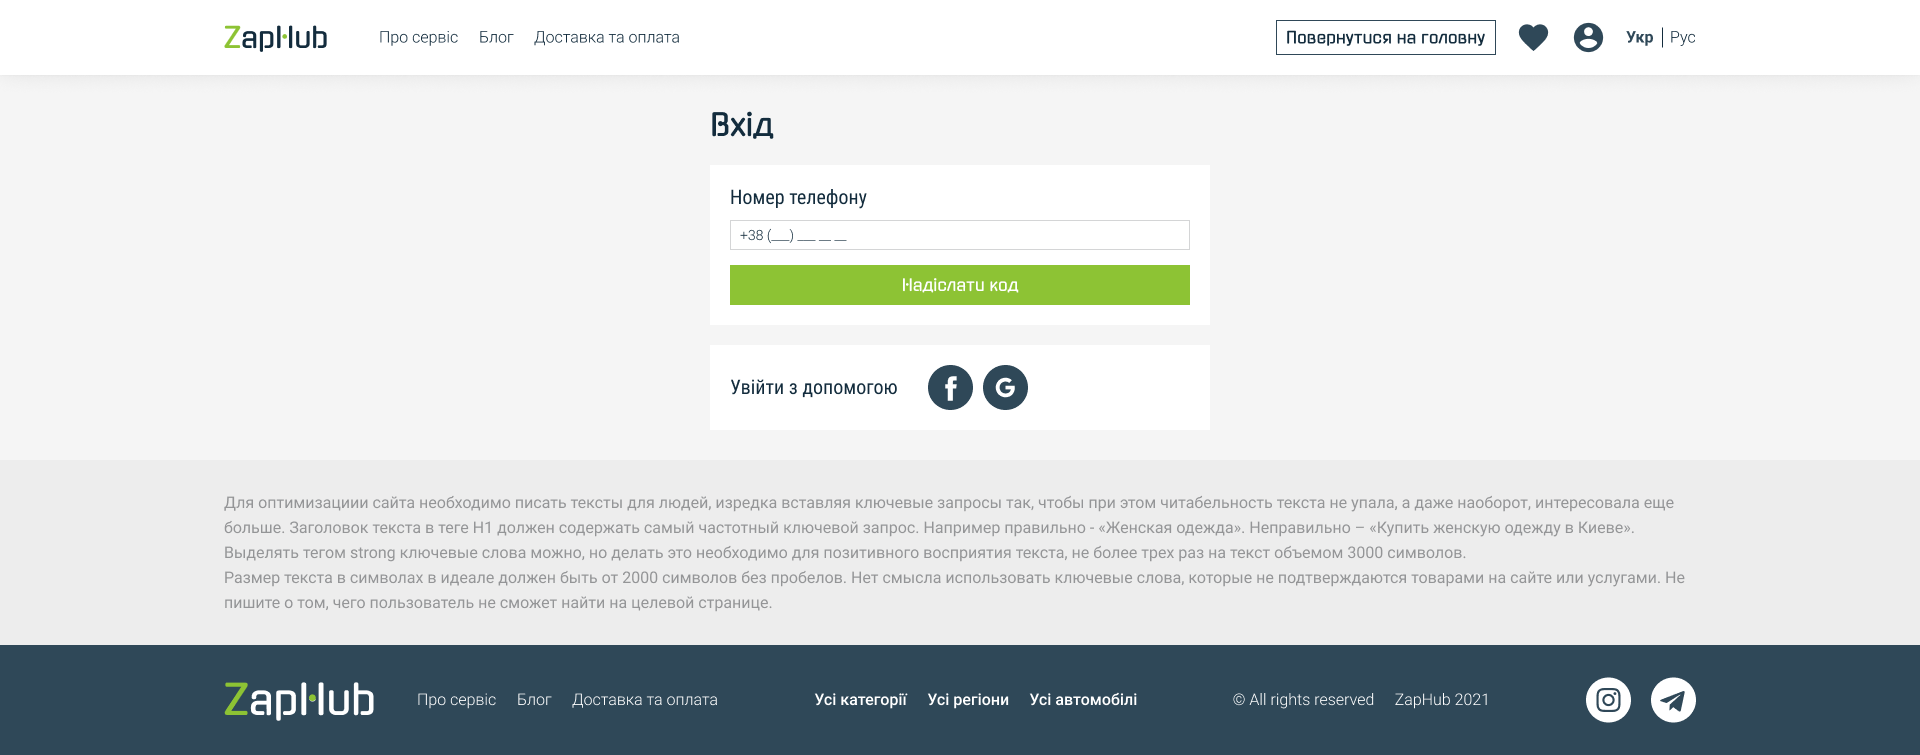 ZapHub
Про сервіс Блог Доставка та оплата
Повернутися на головну
Укр | Рус
Вхід
Номер телефону
+38 (___) ___ __ __
Надіслати код
Увійти з допомогою
Для оптимизациии сайта необходимо писать тексты для людей, изредка вставляя ключевые запросы так, чтобы при этом читабельность текста не упала, а даже наоборот, интересовала еще
больше. Заголовок текста в теге H1 должен содержать самый частотный ключевой запрос. Например правильно - «Женская одежда». Неправильно – «Купить женскую одежду в Киеве».
Выделять тегом strong ключевые слова можно, но делать это необходимо для позитивного восприятия текста, не более трех раз на текст объемом 3000 символов.
Размер текста в символах в идеале должен быть от 2000 символов без пробелов. Нет смысла использовать ключевые слова, которые не подтверждаются товарами на сайте или услугами. Не
пишите о том, чего пользователь не сможет найти на целевой странице.
ZapHub
Про сервіс Блог Доставка та оплата
Усі категорії Усі регіони Усі автомобілі
© All rights reserved ZapHub 2021